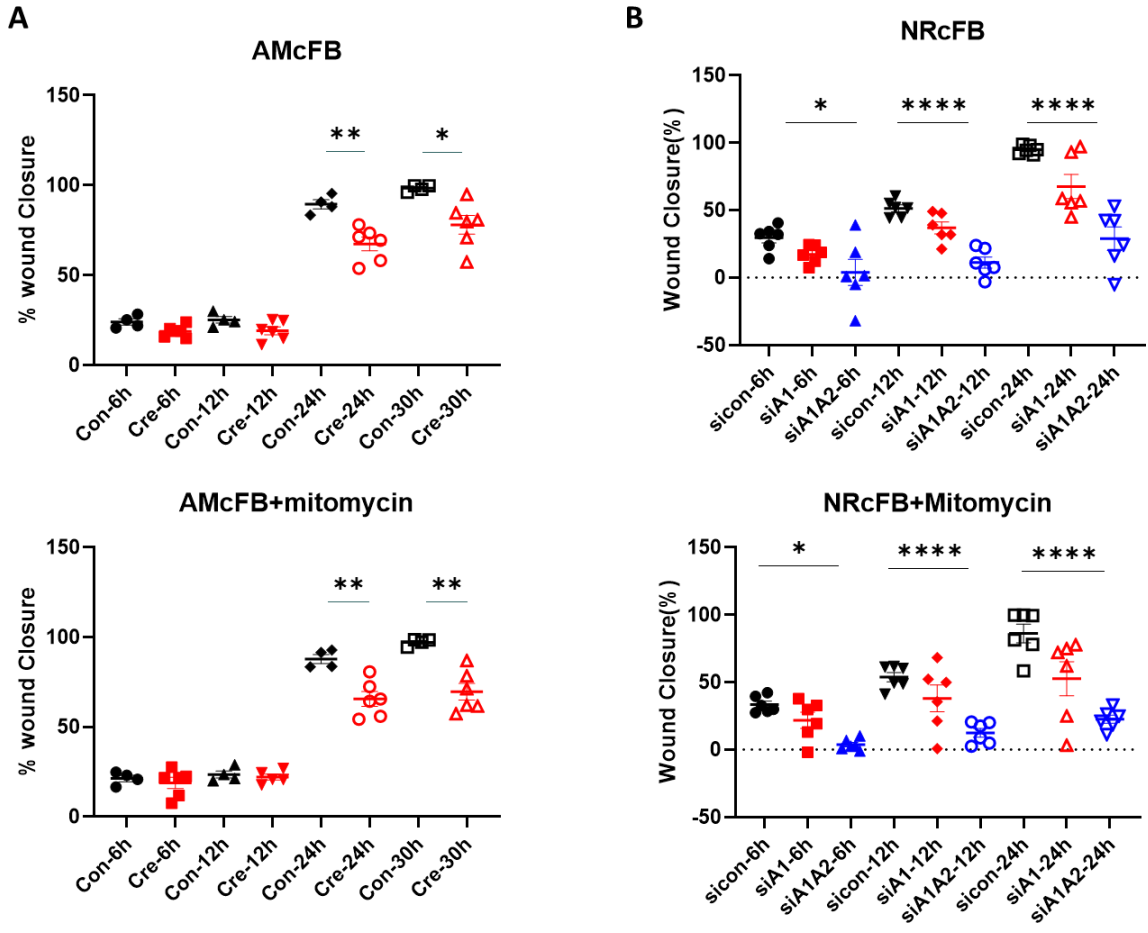 A
AMcFB
% wound Closure
150
100
50
0
**
*
Con-6h
Cre-6h
Con-12h
Cre-12h
Con-24h
Cre-24h
Con-30h
Cre-30h
AMcFB+mitomycin
% wound Closure
150
100
50
0
**
**
Con-6h
Cre-6h
Con-12h
Cre-12h
Con-24h
Cre-24h
Con-30h
Cre-30h
B
NRcFB
Wound Closure(%)
150
100
50
0
-50
*
****
****
sicon-6h
siA1-6h
siA1A2-6h
sicon-12h
siA1-12h
siA1A2-12h
sicon-24h
siA1-24h
siA1A2-24h
NRcFB+Mitomycin
Wound Closure(%)
150
100
50
0
-50
*
****
****
sicon-6h
siA1-6h
siA1A2-6h
sicon-12h
siA1-12h
siA1A2-12h
sicon-24h
siA1-24h
siA1A2-24h